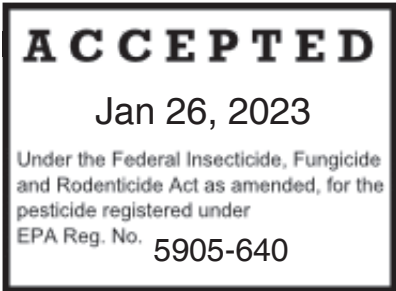 ACCEPTED
Jan 26, 2023
Under the Federal Insecticide, Fungicide
and Rodenticide Act as amended, for the
pesticide registered under
EPA Reg. No. 5905-640